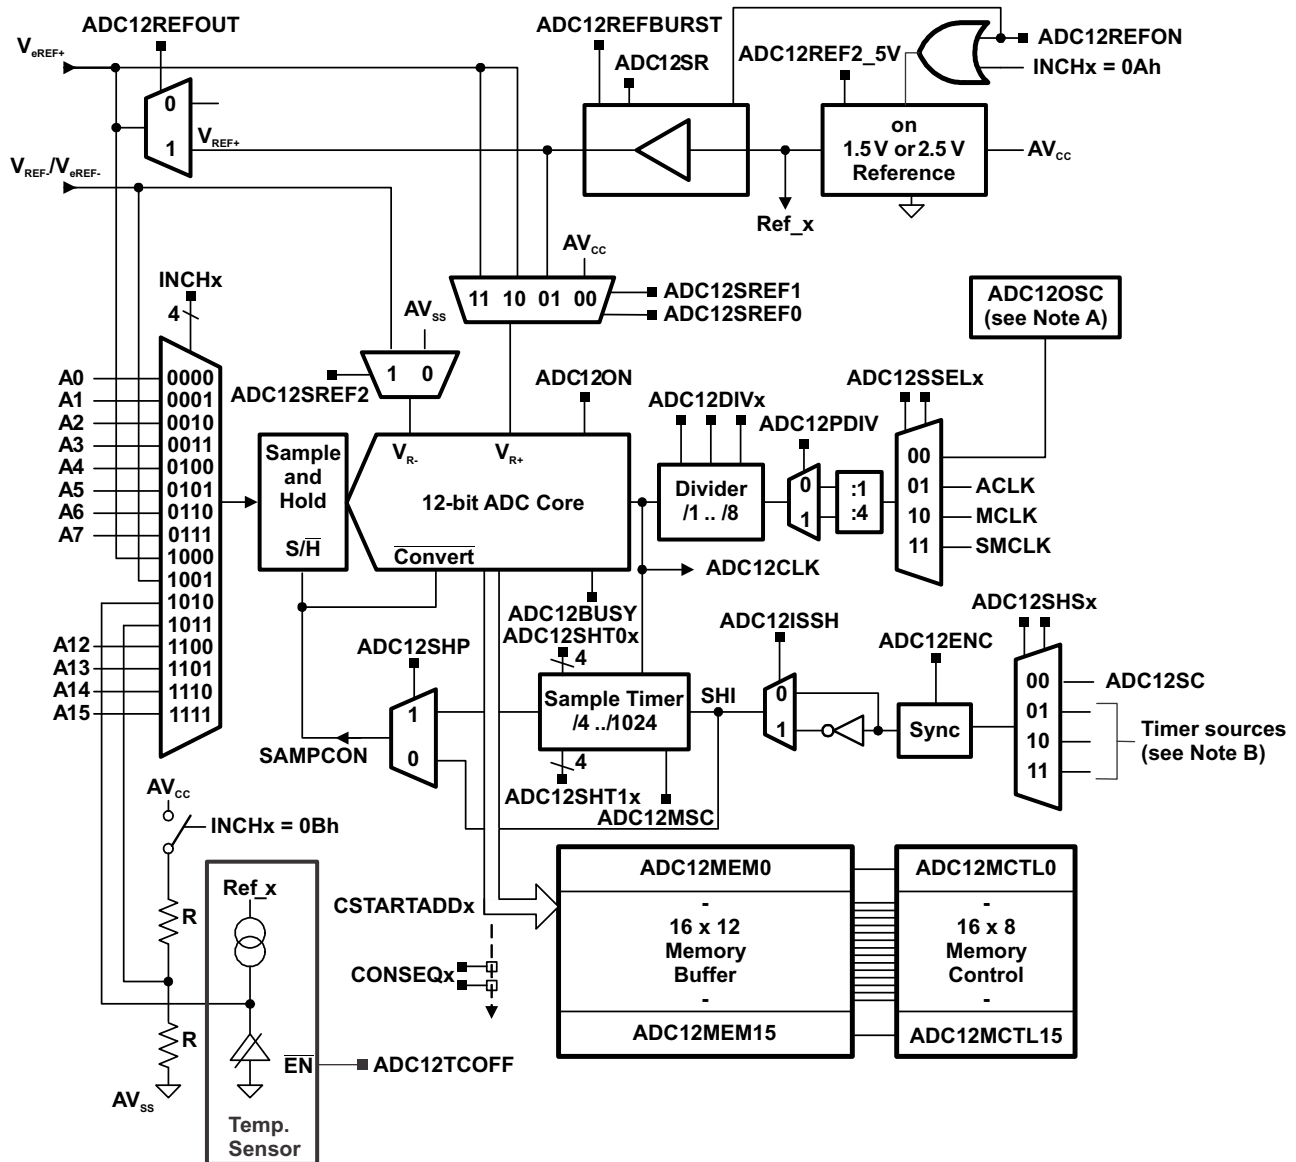 ADC12REFOUT
ADC12REFBURST
ADC12SR
ADC12REF2_5V
ADC12REFON
INCHx = 0Ah
VeREF+
0
1
VREF+
on
1.5 V or 2.5 V
Reference
AVCC
VREF-/VeREF-
Ref_x
AVCC
INCHx
4
11 10 01 00
ADC12SREF1
ADC12SREF0
ADC12OSC
(see Note A)
AVSS
1 0
ADC12SREF2
ADC12ON
ADC12DIVx
ADC12PDIV
ADC12SSELx
A0 0000
A1 0001
A2 0010
A3 0011
A4 0100
A5 0101
A6 0110
A7 0111
1000
1001
1010
1011
A12 1100
A13 1101
A14 1110
A15 1111
Sample
and
Hold
S/H
VR-
VR+
12-bit ADC Core
Convert
Divider
/1 .. /8
0
1
:1
:4
00
01 ACLK
10 MCLK
11 SMCLK
ADC12CLK
ADC12BUSY
ADC12SHT0x
4
ADC12SHP
ADC12ISSH
ADC12ENC
ADC12SHSx
1
0
Sample Timer
/4 ../1024
SHI
0
1
Sync
00 ADC12SC
01
10
11
Timer sources
(see Note B)
SAMPCON
4
ADC12SHT1x
ADC12MSC
AVCC
INCHx = 0Bh
R
R
AVSS
Ref_x
EN
ADC12TCOFF
Temp.
Sensor
CSTARTADDx
CONSEQx
ADC12MEM0
-
16 x 12
Memory
Buffer
-
ADC12MEM15
ADC12MCTL0
-
16 x 8
Memory
Control
-
ADC12MCTL15